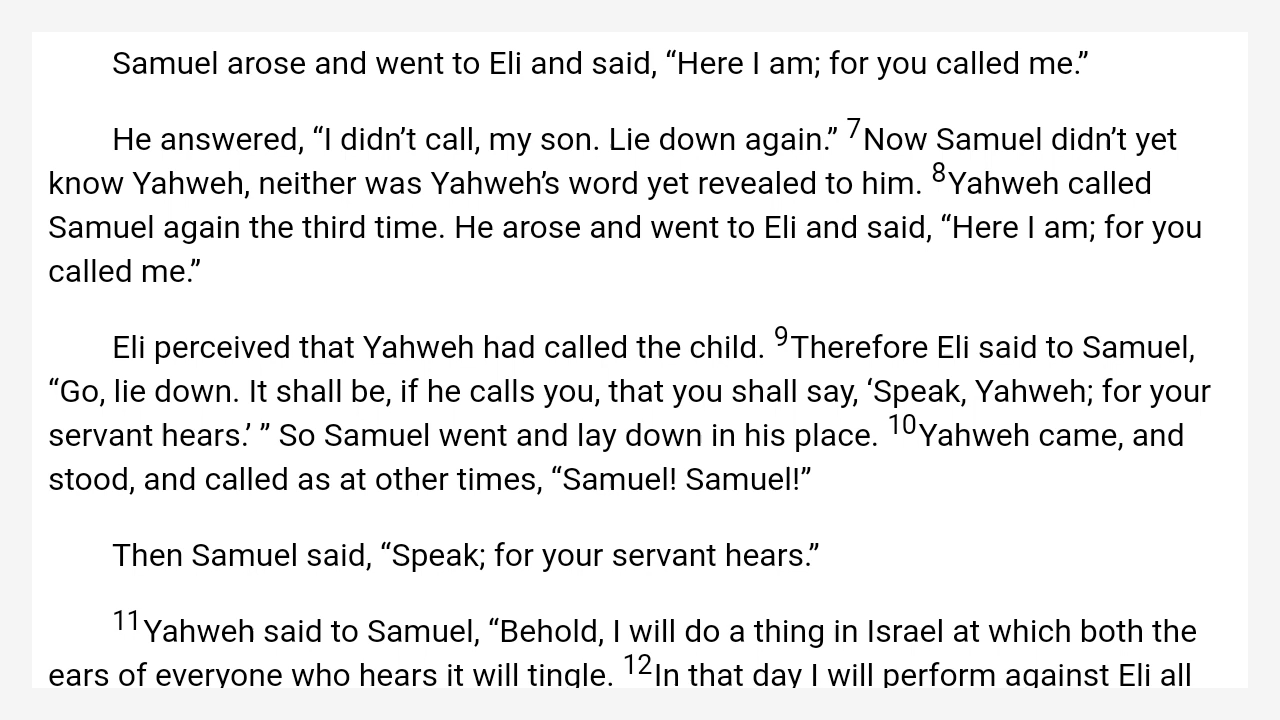 Samuel arose and went to Eli and said, “Here I am; for you called me.”
He answered, “I didn’t call, my son. Lie down again.” 7Now Samuel didn’t yet
know Yahweh, neither was Yahweh’s word yet revealed to him. 8Yahweh called
Samuel again the third time. He arose and went to Eli and said, “Here I am; for you
called me.”
Eli perceived that Yahweh had called the child. 9Therefore Eli said to Samuel,
“Go, lie down. It shall be, if he calls you, that you shall say, ‘Speak, Yahweh; for your
servant hears.’ ” So Samuel went and lay down in his place. 10Yahweh came, and
stood, and called as at other times, “Samuel! Samuel!”
Then Samuel said, “Speak; for your servant hears.”
11Yahweh said to Samuel, “Behold, I will do a thing in Israel at which both the
ears of everyone who hears it will tingle. 12In that day I will perform against Eli all